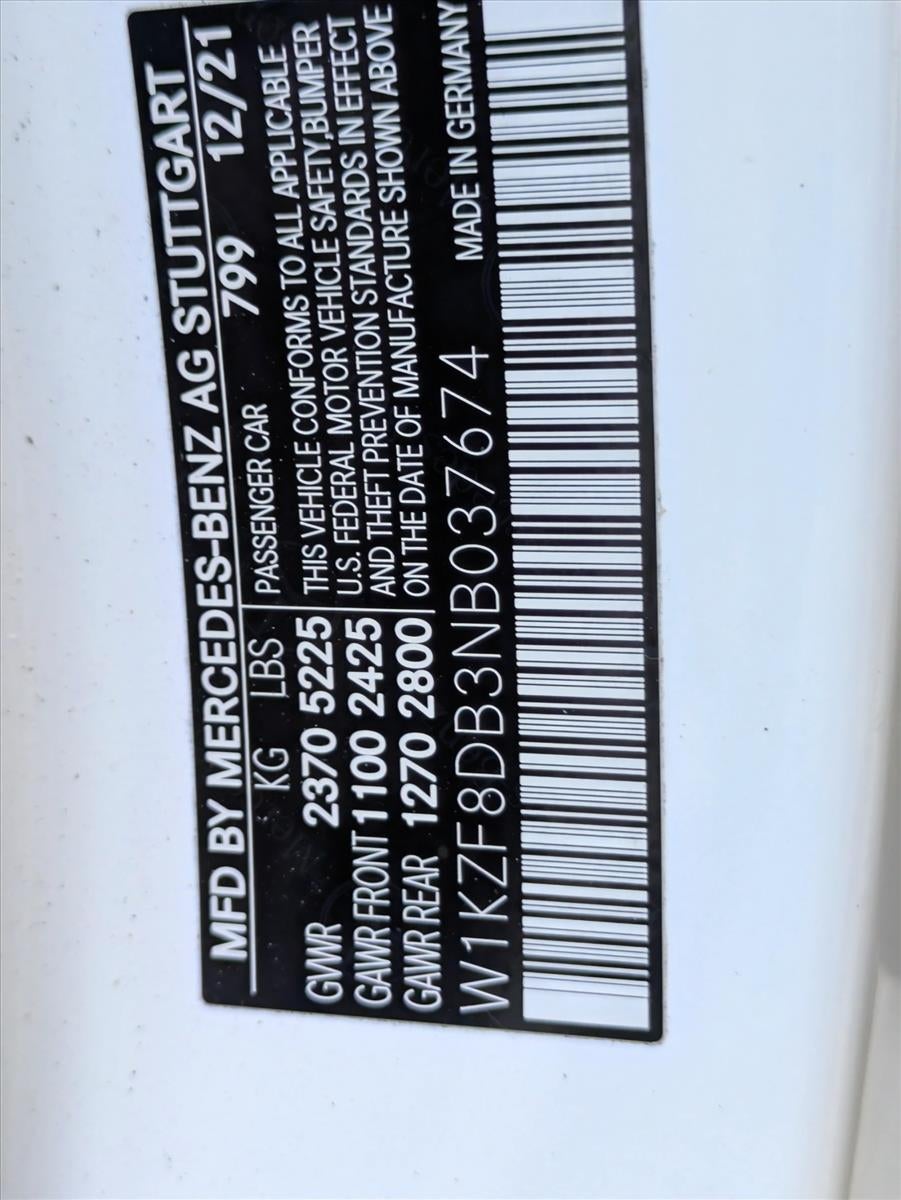 MFD BY MERCEDES-BENZ AG STUTTGART
799 12/21
KG LBS PASSENGER CAR
GVWR 2370 5225 THIS VEHICLE CONFORMS TO ALL APPLICABLE
U.S. FEDERAL MOTOR VEHICLE SAFETY,BUMPER
GAWR FRONT 1100 2425 AND THEFT PREVENTION STANDARDS IN EFFECT
GAWR REAR 1270 2800 ON THE DATE OF MANUFACTURE SHOWN ABOVE
W1KZF8DB3NB037674 MADE IN GERMANY